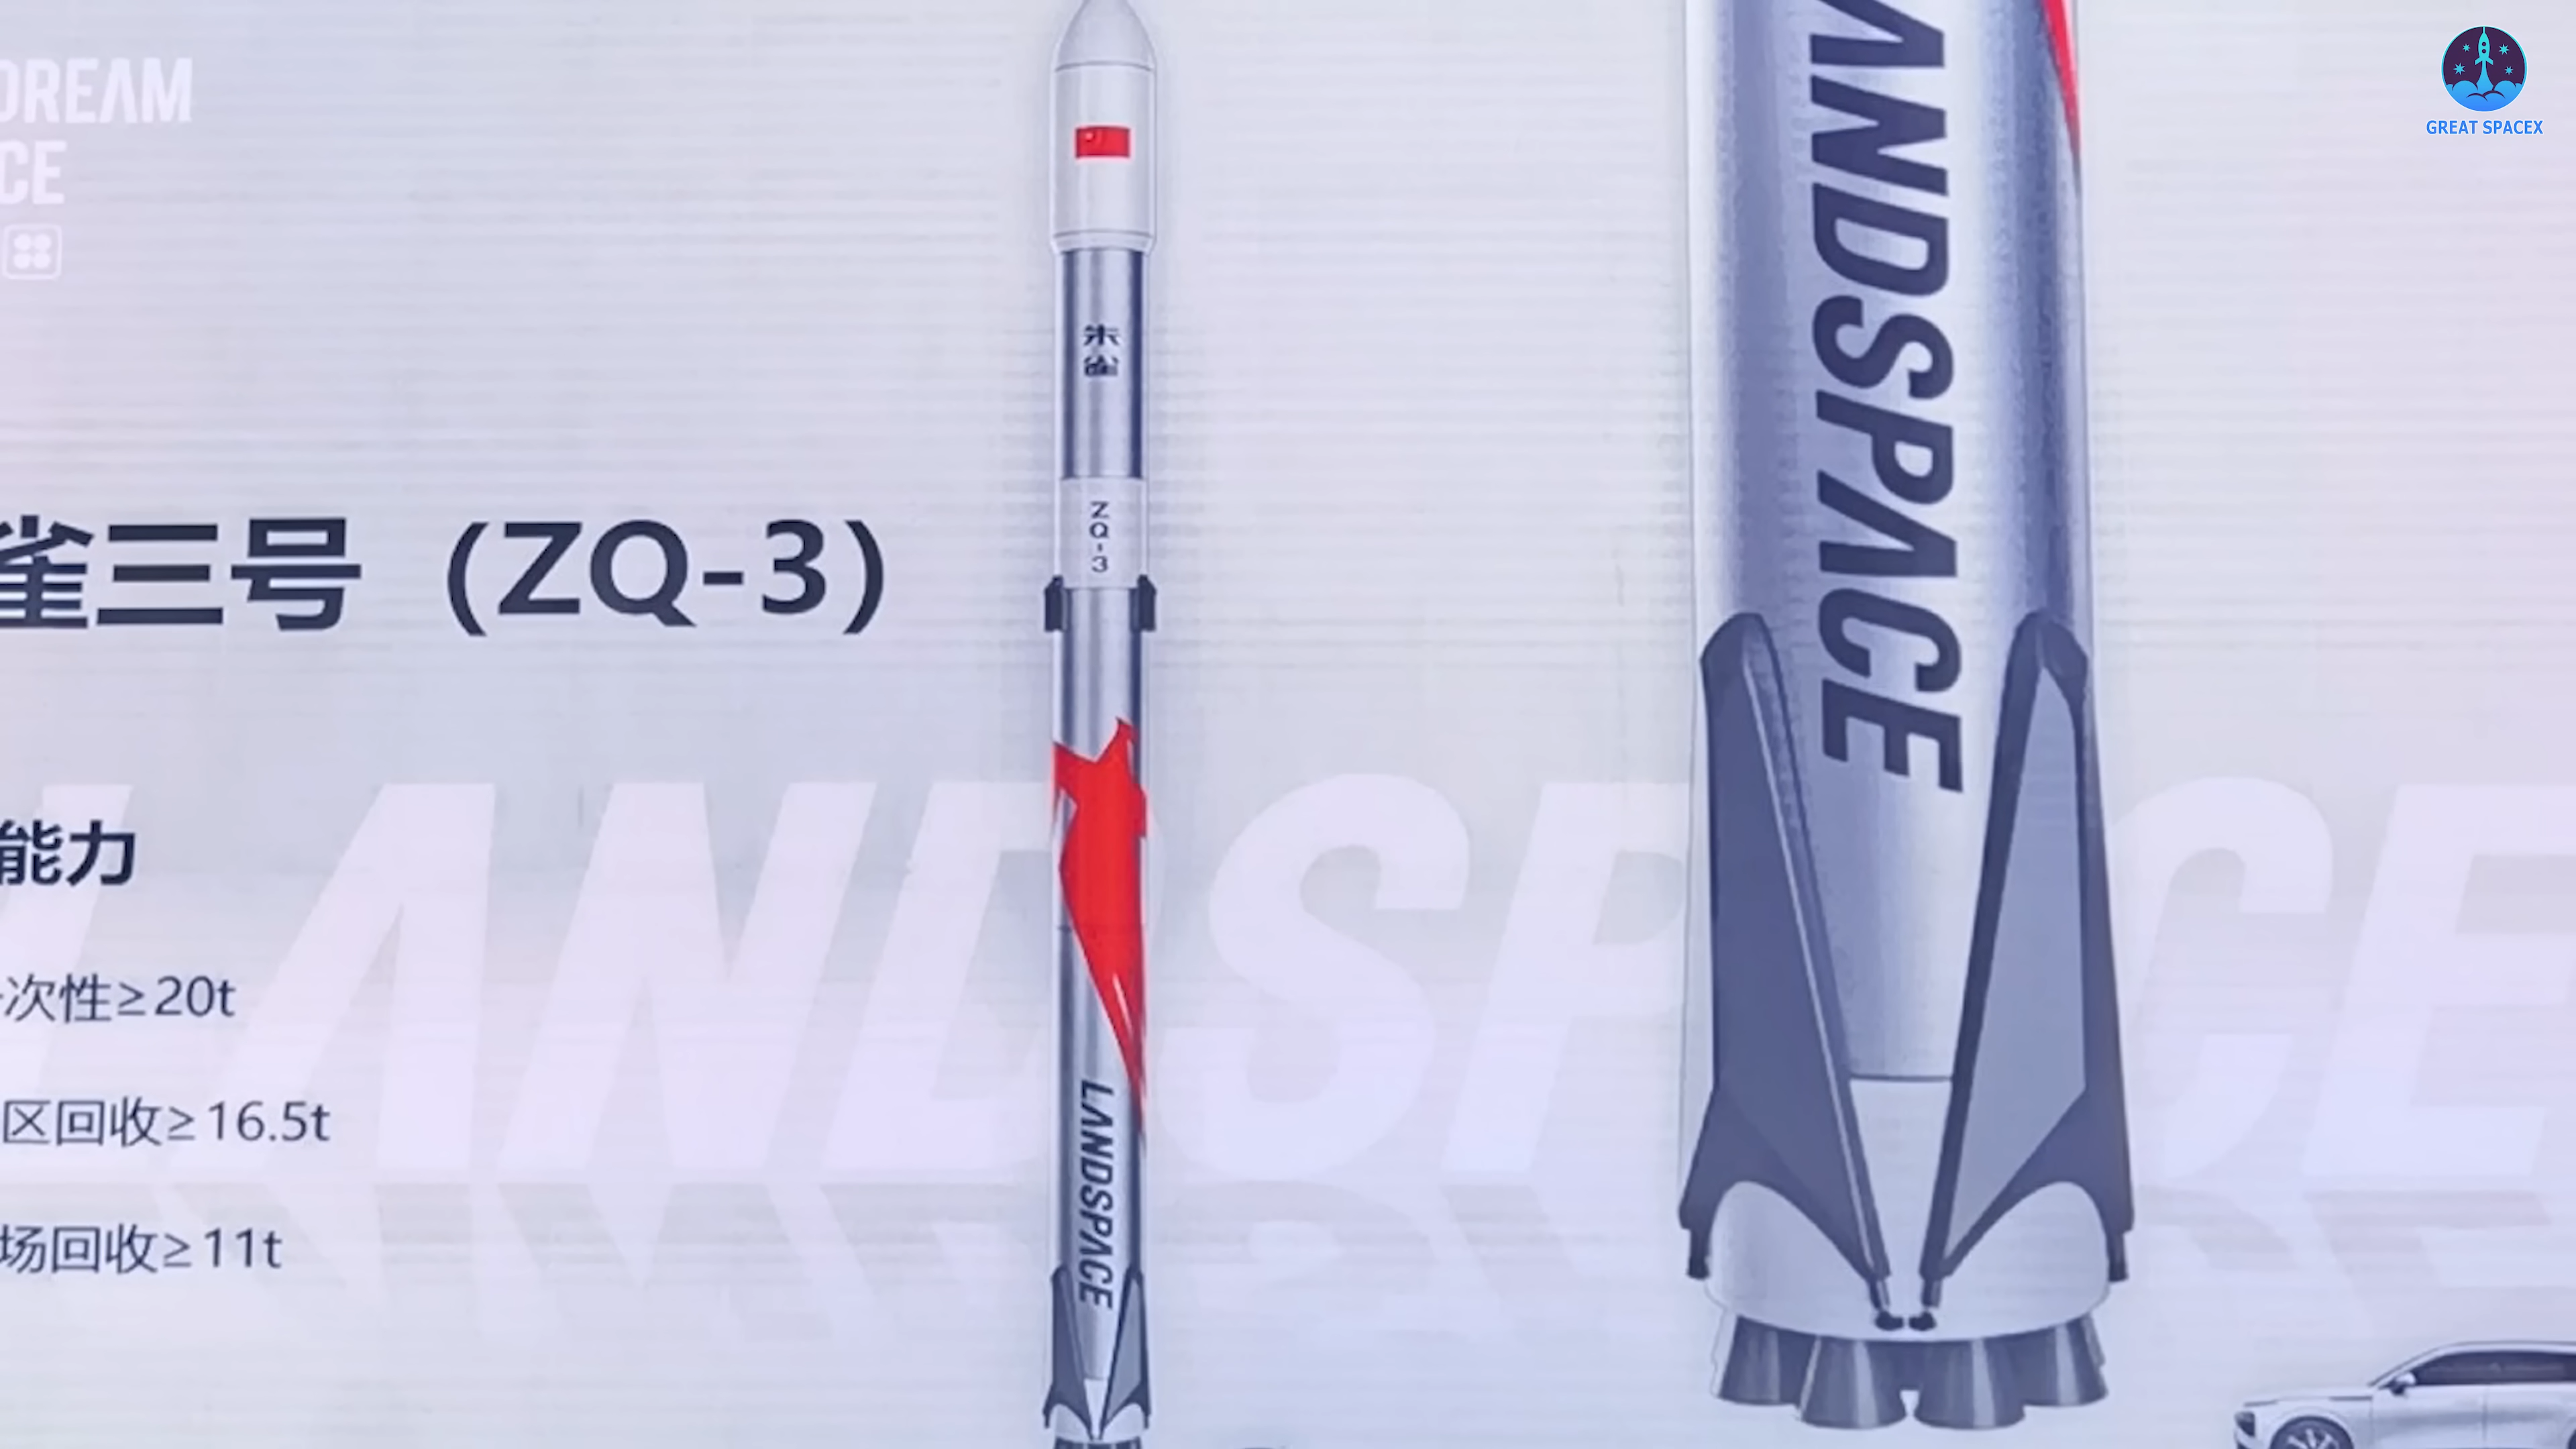 DREAM
CE
GREAT SPACEX
朱
雀
ZQ-3
雀三号（ZQ-3）
能力
次性≥20t
区回收≥16.5t
场回收≥11t
LANDSPACE
LANDSPACE
ANDSPACE